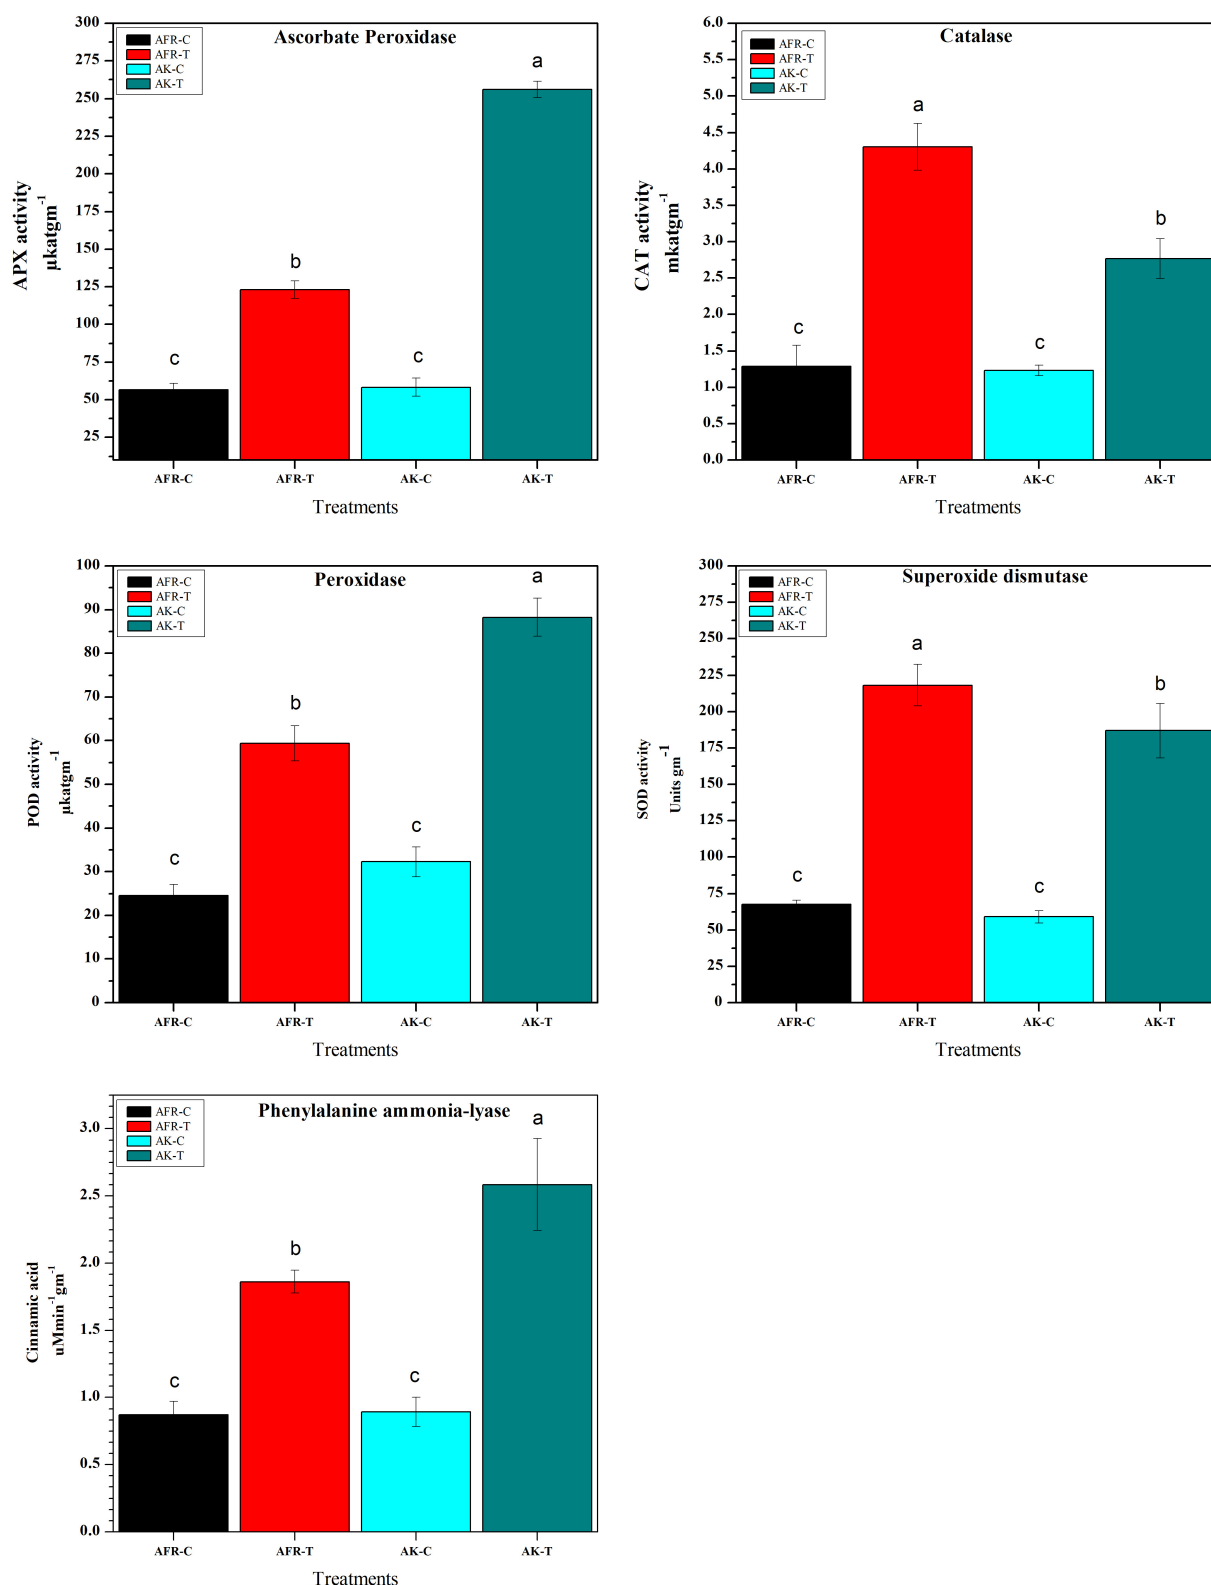 Ascorbate Peroxidase
AFR-C
AFR-T
AK-C
AK-T
300
275
250
225
200
175
150
125
100
75
50
25
APX activity
µkatgm-1
c
b
c
a
AFR-C AFR-T AK-C AK-T
Treatments
Catalase
AFR-C
AFR-T
AK-C
AK-T
6.0
5.5
5.0
4.5
4.0
3.5
3.0
2.5
2.0
1.5
1.0
0.5
0.0
CAT activity
mkatgm-1
c
a
c
b
AFR-C AFR-T AK-C AK-T
Treatments
Peroxidase
AFR-C
AFR-T
AK-C
AK-T
100
90
80
70
60
50
40
30
20
10
0
POD activity
µkatgm-1
c
b
c
a
AFR-C AFR-T AK-C AK-T
Treatments
Superoxide dismutase
AFR-C
AFR-T
AK-C
AK-T
300
275
250
225
200
175
150
125
100
75
50
25
0
SOD activity
Units gm-1
c
a
c
b
AFR-C AFR-T AK-C AK-T
Treatments
Phenylalanine ammonia-lyase
AFR-C
AFR-T
AK-C
AK-T
3.0
2.5
2.0
1.5
1.0
0.5
0.0
Cinnamic acid
uMmin-1gm-1
c
b
c
a
AFR-C AFR-T AK-C AK-T
Treatments